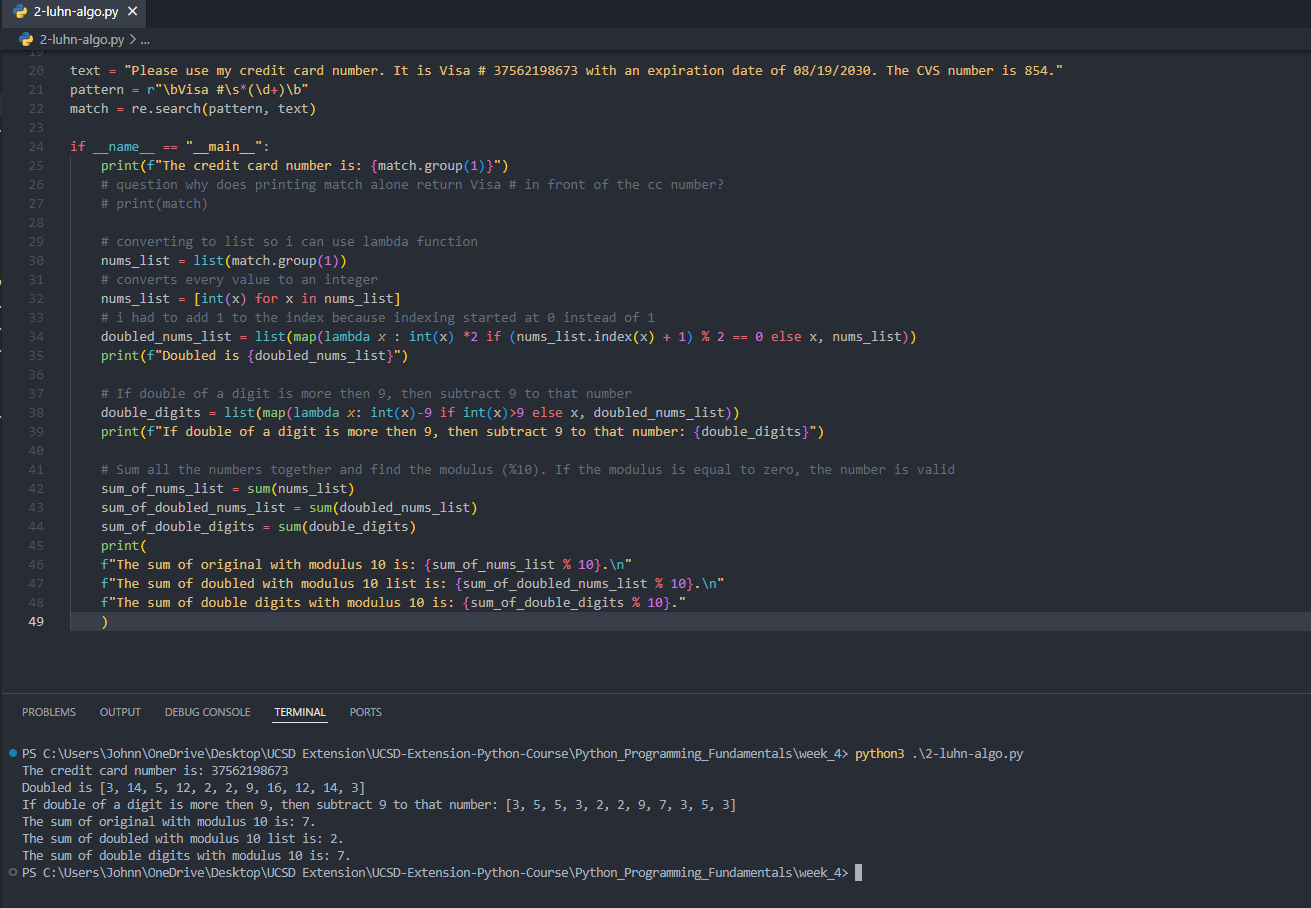 2-luhn-algo.py ×
2-luhn-algo.py > ...
19
20 text = "Please use my credit card number. It is Visa # 37562198673 with an expiration date of 08/19/2030. The CVS number is 854."
21 pattern = r"\bVisa #\s*(\d+)\b"
22 match = re.search(pattern, text)
23
24 if __name__ == "__main__":
25     print(f"The credit card number is: {match.group(1)}")
26     # question why does printing match alone return Visa # in front of the cc number?
27     # print(match)
28
29     # converting to list so i can use lambda function
30     nums_list = list(match.group(1))
31     # converts every value to an integer
32     nums_list = [int(x) for x in nums_list]
33     # i had to add 1 to the index because indexing started at 0 instead of 1
34     doubled_nums_list = list(map(lambda x : int(x) *2 if (nums_list.index(x) + 1) % 2 == 0 else x, nums_list))
35     print(f"Doubled is {doubled_nums_list}")
36
37     # If double of a digit is more then 9, then subtract 9 to that number
38     double_digits = list(map(lambda x: int(x)-9 if int(x)>9 else x, doubled_nums_list))
39     print(f"If double of a digit is more then 9, then subtract 9 to that number: {double_digits}")
40
41     # Sum all the numbers together and find the modulus (%10). If the modulus is equal to zero, the number is valid
42     sum_of_nums_list = sum(nums_list)
43     sum_of_doubled_nums_list = sum(doubled_nums_list)
44     sum_of_double_digits = sum(double_digits)
45     print(
46     f"The sum of original with modulus 10 is: {sum_of_nums_list % 10}.\n"
47     f"The sum of doubled with modulus 10 list is: {sum_of_doubled_nums_list % 10}.\n"
48     f"The sum of double digits with modulus 10 is: {sum_of_double_digits % 10}."
49     )
PROBLEMS OUTPUT DEBUG CONSOLE TERMINAL PORTS
PS C:\Users\Johnn\OneDrive\Desktop\UCSD Extension\UCSD-Extension-Python-Course\Python_Programming_Fundamentals\week_4> python3 .\2-luhn-algo.py
The credit card number is: 37562198673
Doubled is [3, 14, 5, 12, 2, 2, 9, 16, 12, 14, 3]
If double of a digit is more then 9, then subtract 9 to that number: [3, 5, 5, 3, 2, 2, 9, 7, 3, 5, 3]
The sum of original with modulus 10 is: 7.
The sum of doubled with modulus 10 list is: 2.
The sum of double digits with modulus 10 is: 7.
PS C:\Users\Johnn\OneDrive\Desktop\UCSD Extension\UCSD-Extension-Python-Course\Python_Programming_Fundamentals\week_4>